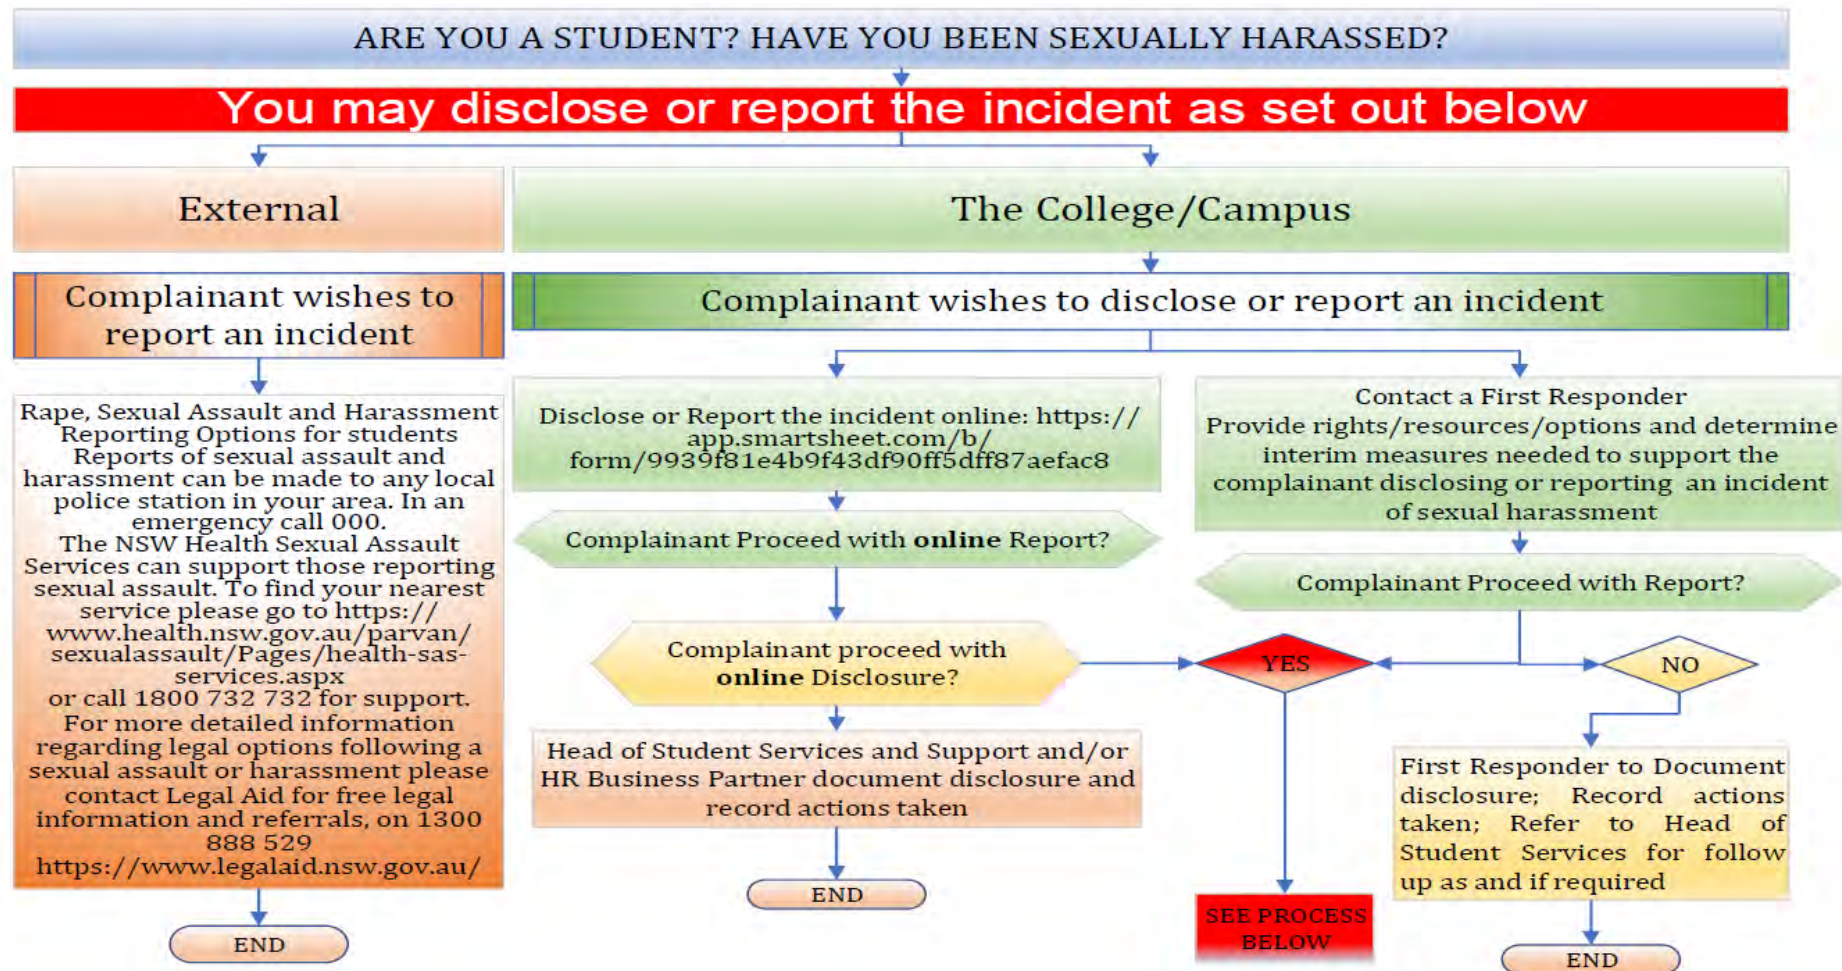 ARE YOU A STUDENT? HAVE YOU BEEN SEXUALLY HARASSED?
You may disclose or report the incident as set out below
External
The College/Campus
Complainant wishes to
report an incident
Complainant wishes to disclose or report an incident
Rape, Sexual Assault and Harassment
Reporting Options for students
Reports of sexual assault and
harassment can be made to any local
police station in your area. In an
emergency call 000.
The NSW Health Sexual Assault
Services can support those reporting
sexual assault. To find your nearest
service please go to https://
www.health.nsw.gov.au/parvan/
sexualassault/Pages/health-sas-
services.aspx
or call 1800 732 732 for support.
For more detailed information
regarding legal options following a
sexual assault or harassment please
contact Legal Aid for free legal
information and referrals, on 1300
888 529
https://www.legalaid.nsw.gov.au/
END
Disclose or Report the incident online: https://
app.smartsheet.com/b/
form/9939f81e4b9f43df90ff5dff87aefac8
Complainant Proceed with online Report?
Complainant proceed with
online Disclosure?
Head of Student Services and Support and/or
HR Business Partner document disclosure and
record actions taken
END
Contact a First Responder
Provide rights/resources/options and determine
interim measures needed to support the
complainant disclosing or reporting an incident
of sexual harassment
Complainant Proceed with Report?
YES
NO
SEE PROCESS
BELOW
First Responder to Document
disclosure; Record actions
taken; Refer to Head of
Student Services for follow
up as and if required
END